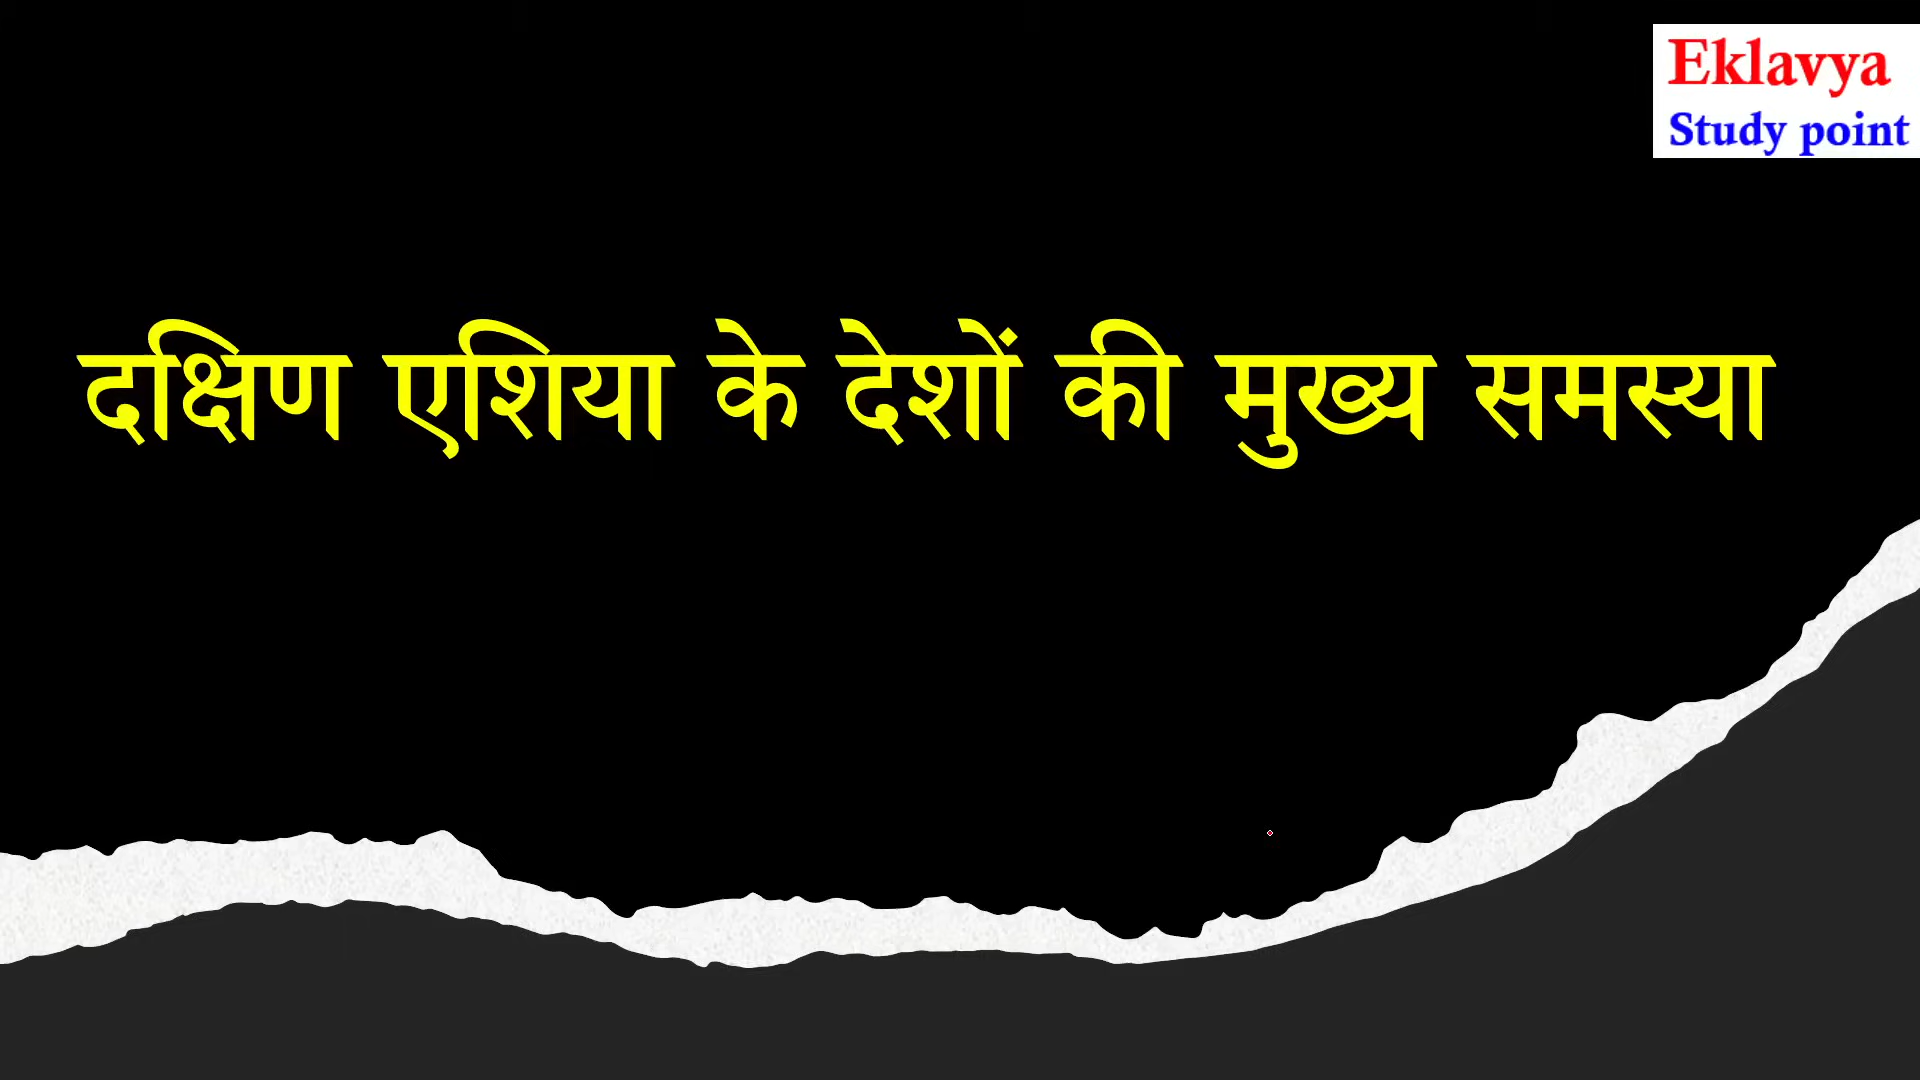 Eklavya
Study point
दक्षिण एशिया के देशों की मुख्य समस्या